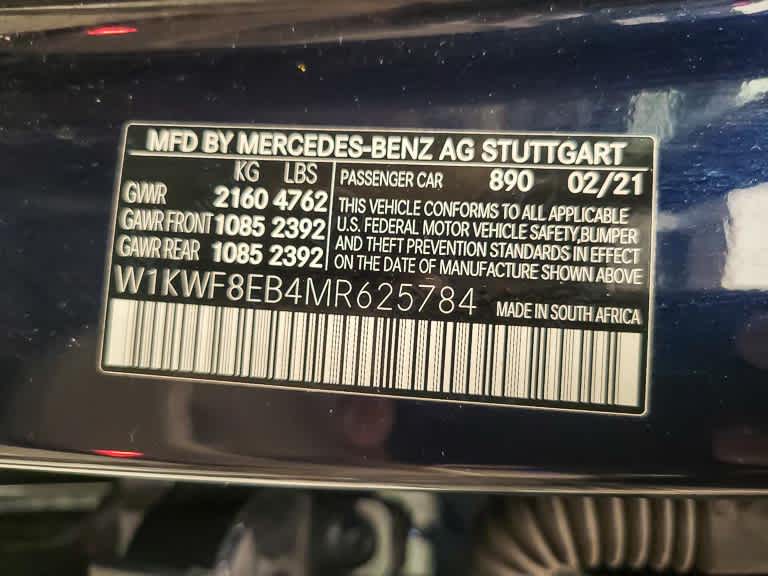 MFD BY MERCEDES-BENZ AG STUTTGART
KG LBS
GVWR 2160 4762
GAWR FRONT 1085 2392
GAWR REAR 1085 2392
PASSENGER CAR 890 02/21
THIS VEHICLE CONFORMS TO ALL APPLICABLE
U.S. FEDERAL MOTOR VEHICLE SAFETY,BUMPER
AND THEFT PREVENTION STANDARDS IN EFFECT
ON THE DATE OF MANUFACTURE SHOWN ABOVE
W1KWF8EB4MR625784
MADE IN SOUTH AFRICA